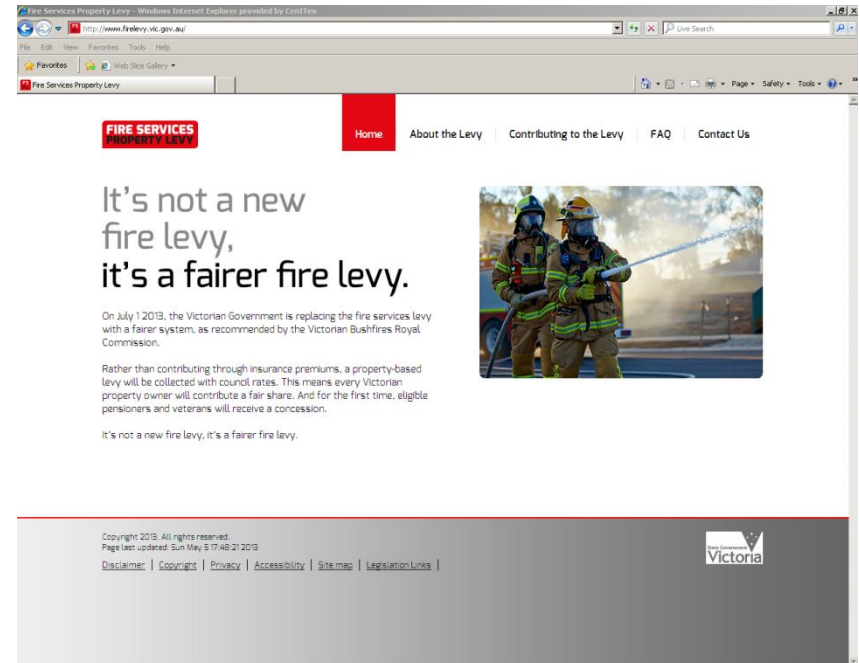 Fire Services Property Levy - Windows Internet Explorer provided by CenITex
http://www.firelevy.vic.gov.au/
Live Search
File Edit View Favorites Tools Help
Favorites Web Slice Gallery
Fire Services Property Levy
Page Safety Tools
FIRE SERVICES
PROPERTY LEVY
Home About the Levy Contributing to the Levy FAQ Contact Us
It's not a new
fire levy,
it's a fairer fire levy.
On July 1 2013, the Victorian Government is replacing the fire services levy
with a fairer system, as recommended by the Victorian Bushfires Royal
Commission.
Rather than contributing through insurance premiums, a property-based
levy will be collected with council rates. This means every Victorian
property owner will contribute a fair share. And for the first time, eligible
pensioners and veterans will receive a concession.
It's not a new fire levy, it's a fairer fire levy.
Copyright 2013. All rights reserved.
Page last updated: Sun May 5 17:48:21 2013
Disclaimer | Copyright | Privacy | Accessibility | Site map | Legislation Links |
State Government
Victoria